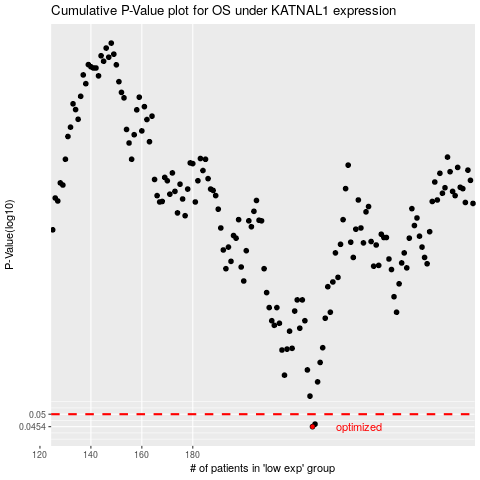 Cumulative P-Value plot for OS under KATNAL1 expression
P-Value(log10)
0.05
0.0454
optimized
120 140 160 180
# of patients in 'low exp' group